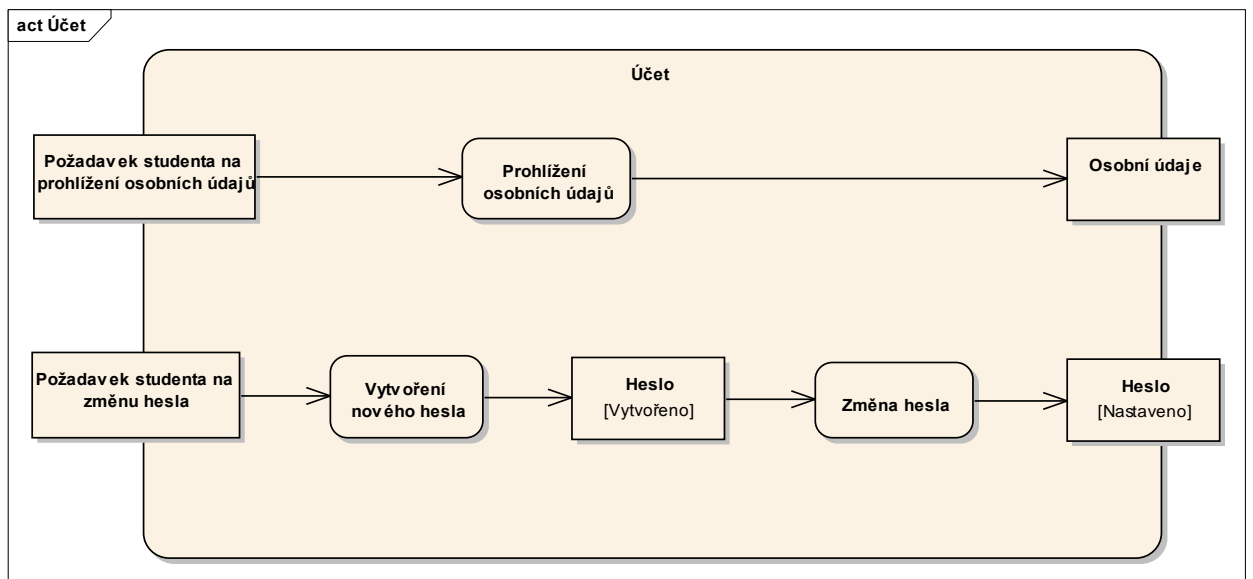 act Účet
Účet
Požadavek studenta na
prohlížení osobních údajů
Prohlížení
osobních údajů
Osobní údaje
Požadavek studenta na
změnu hesla
Vytvoření
nového hesla
Heslo
[Vytvořeno]
Změna hesla
Heslo
[Nastaveno]